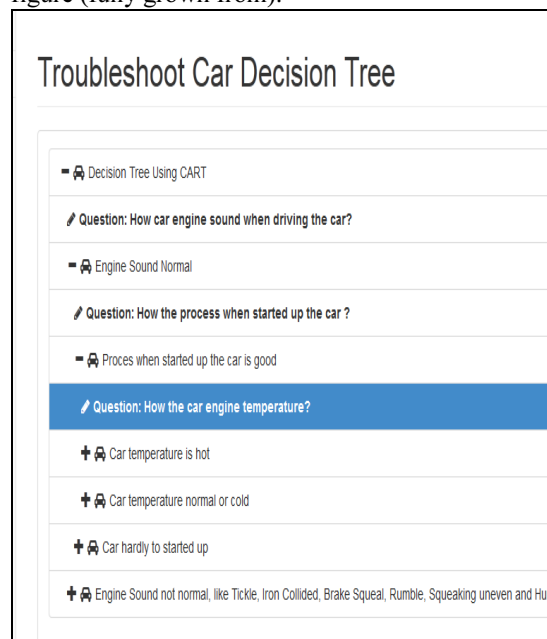 figure (fully grown from).
Troubleshoot Car Decision Tree
Decision Tree Using CART
Question: How car engine sound when driving the car?
Engine Sound Normal
Question: How the process when started up the car ?
Proces when started up the car is good
Question: How the car engine temperature?
Car temperature is hot
Car temperature normal or cold
Car hardly to started up
Engine Sound not normal, like Tickle, Iron Collided, Brake Squeal, Rumble, Squeaking uneven and Hu